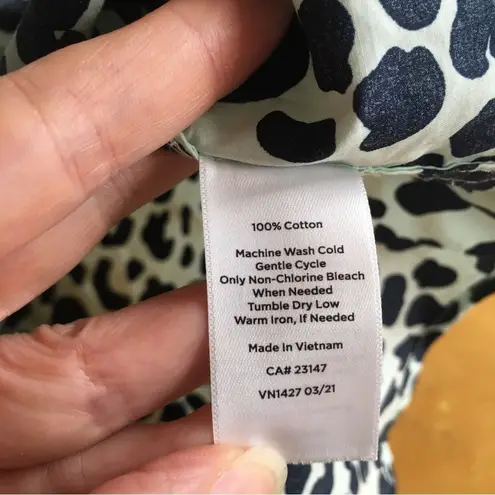 100% Cotton
Machine Wash Cold
Gentle Cycle
Only Non-Chlorine Bleach
When Needed
Tumble Dry Low
Warm Iron, If Needed
Made in Vietnam
CA# 23147
VN1427 03/21